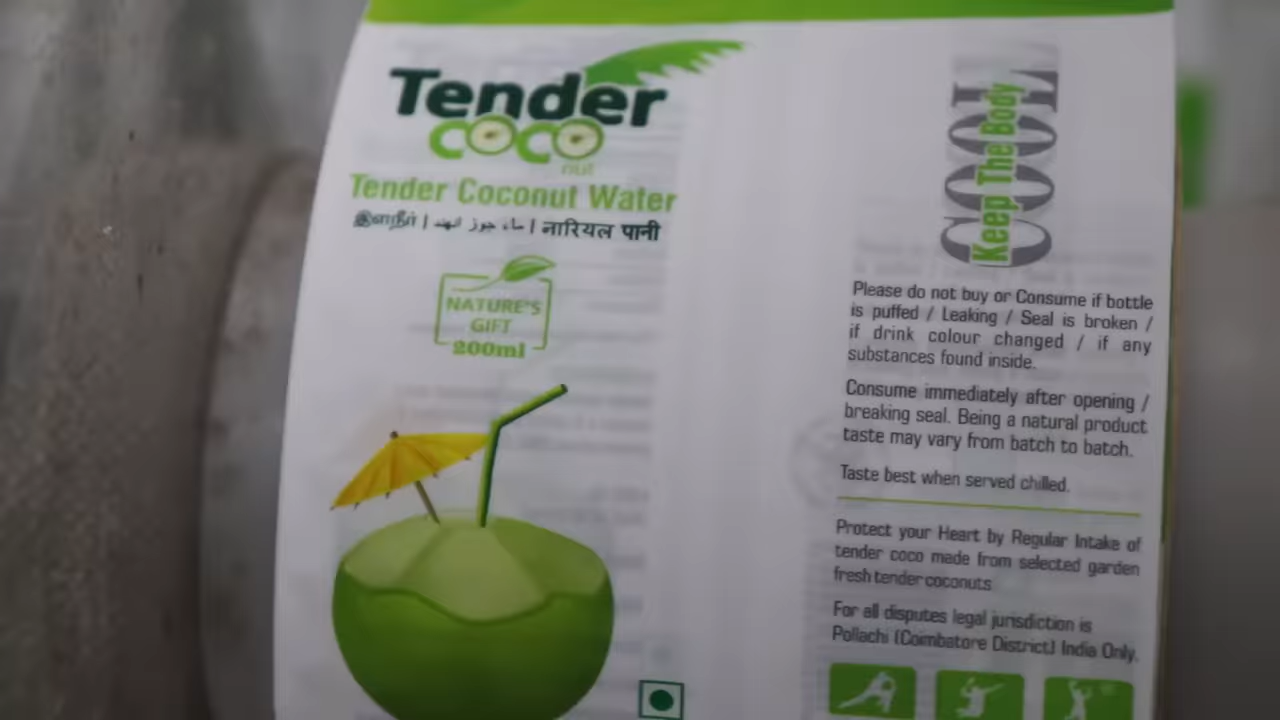 Tender
coco
nut
Tender Coconut Water
இளநீர் | ماء جوز الهند | नारियल पानी
NATURE'S
GIFT
200ml
COOL
Keep The Body
Please do not buy or Consume if bottle
is puffed / Leaking / Seal is broken /
if drink colour changed / if any
substances found inside.
Consume immediately after opening /
breaking seal. Being a natural product
taste may vary from batch to batch.
Taste best when served chilled.
Protect your Heart by Regular Intake of
tender coco made from selected garden
fresh tender coconuts
For all disputes legal jurisdiction is
Pollachi (Coimbatore District) India Only.